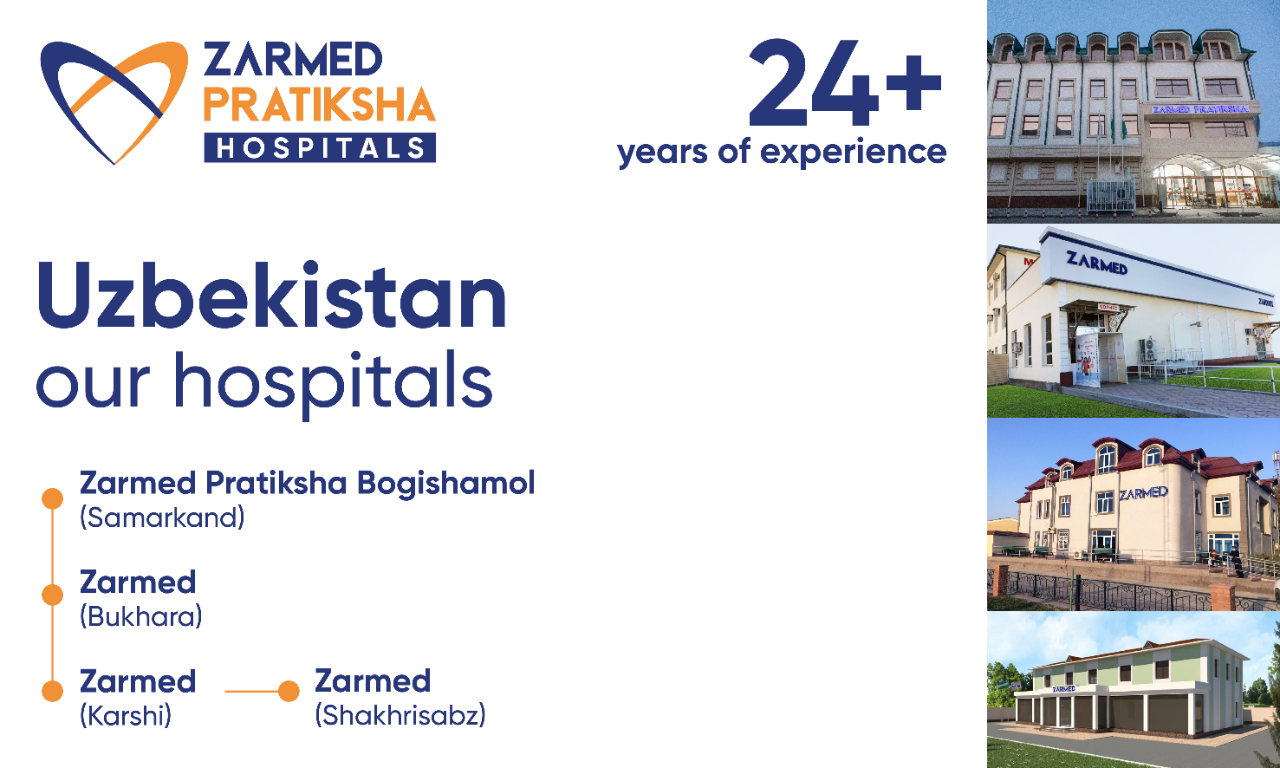 ZARMED
PRATIKSHA
HOSPITALS
24+
years of experience
Uzbekistan
our hospitals
Zarmed Pratiksha Bogishamol
(Samarkand)
Zarmed
(Bukhara)
Zarmed
(Karshi)
Zarmed
(Shakhrisabz)
ZARMED PRATIKSHA
ZARMED
ZARMED
ZARMED